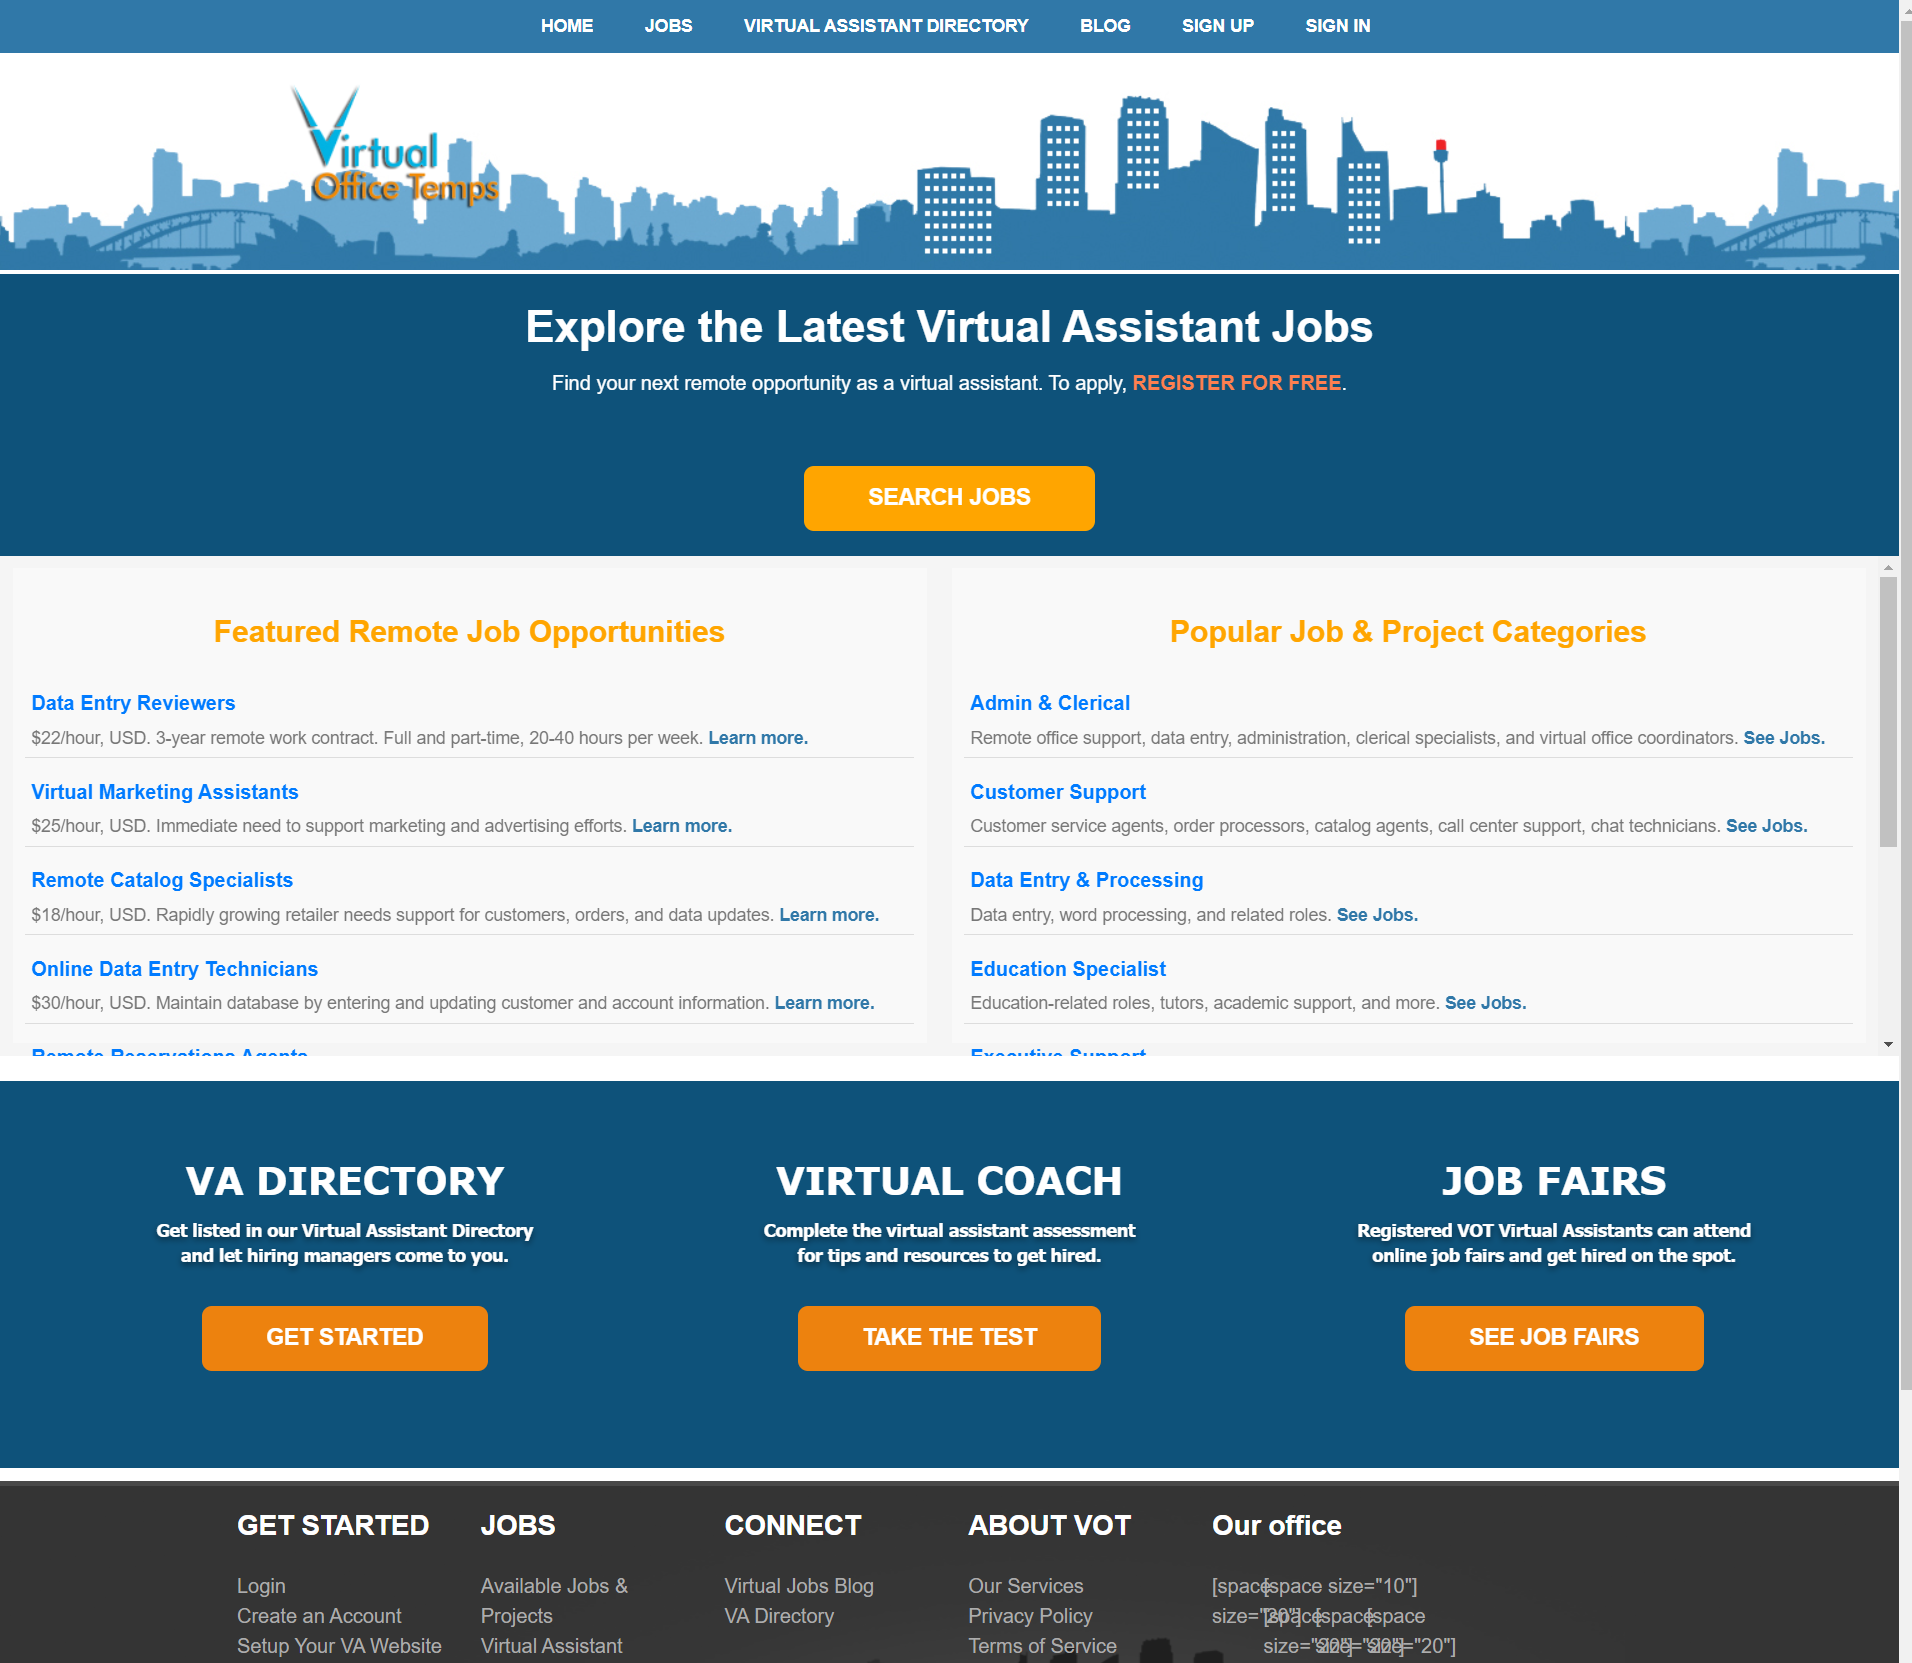 HOME JOBS VIRTUAL ASSISTANT DIRECTORY BLOG SIGN UP SIGN IN
Virtual
Office Temps
Explore the Latest Virtual Assistant Jobs
Find your next remote opportunity as a virtual assistant. To apply, REGISTER FOR FREE.
SEARCH JOBS
Featured Remote Job Opportunities
Data Entry Reviewers
$22/hour, USD. 3-year remote work contract. Full and part-time, 20-40 hours per week. Learn more.
Virtual Marketing Assistants
$25/hour, USD. Immediate need to support marketing and advertising efforts. Learn more.
Remote Catalog Specialists
$18/hour, USD. Rapidly growing retailer needs support for customers, orders, and data updates. Learn more.
Online Data Entry Technicians
$30/hour, USD. Maintain database by entering and updating customer and account information. Learn more.
Remote Reservations Agents
Popular Job & Project Categories
Admin & Clerical
Remote office support, data entry, administration, clerical specialists, and virtual office coordinators. See Jobs.
Customer Support
Customer service agents, order processors, catalog agents, call center support, chat technicians. See Jobs.
Data Entry & Processing
Data entry, word processing, and related roles. See Jobs.
Education Specialist
Education-related roles, tutors, academic support, and more. See Jobs.
Executive Support
VA DIRECTORY
Get listed in our Virtual Assistant Directory
and let hiring managers come to you.
GET STARTED
VIRTUAL COACH
Complete the virtual assistant assessment
for tips and resources to get hired.
TAKE THE TEST
JOB FAIRS
Registered VOT Virtual Assistants can attend
online job fairs and get hired on the spot.
SEE JOB FAIRS
GET STARTED
Login
Create an Account
Setup Your VA Website
JOBS
Available Jobs &
Projects
Virtual Assistant
CONNECT
Virtual Jobs Blog
VA Directory
ABOUT VOT
Our Services
Privacy Policy
Terms of Service
Our office
[space [space size="10"]
size="20"] [space [space [space
size="20"] size="20"] size="20"]